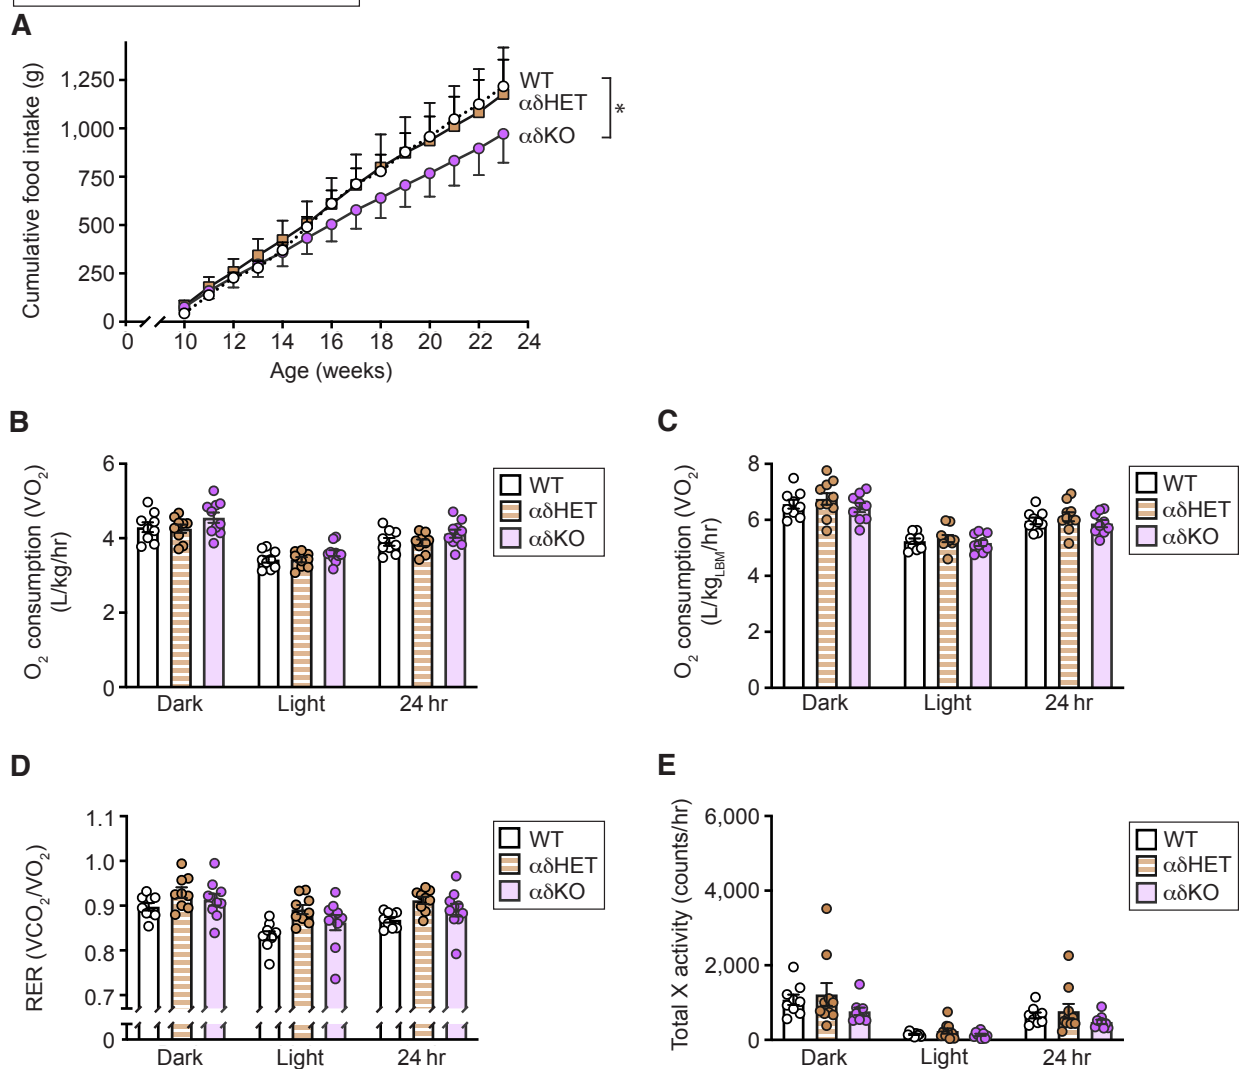 A
Cumulative food intake (g)
1,250
1,000
750
500
250
0
0 10 12 14 16 18 20 22 24
Age (weeks)
WT
αδHET
αδKO
*
B
O2 consumption (VO2)
(L/kg/hr)
6
4
2
0
Dark Light 24 hr
WT
αδHET
αδKO
C
O2 consumption (VO2)
(L/kgLBM/hr)
8
6
4
2
0
Dark Light 24 hr
WT
αδHET
αδKO
D
RER (VCO2/VO2)
1.1
1.0
0.9
0.8
0.7
0
Dark Light 24 hr
WT
αδHET
αδKO
E
Total X activity (counts/hr)
6,000
4,000
2,000
0
Dark Light 24 hr
WT
αδHET
αδKO